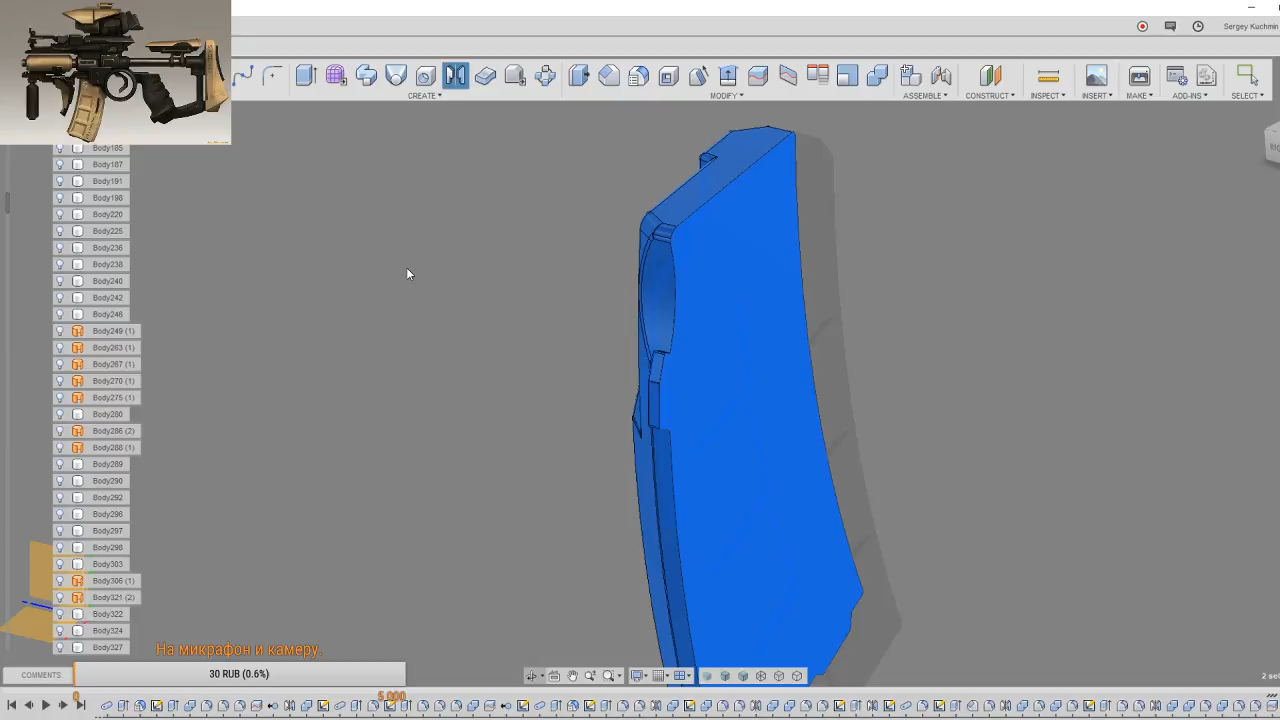 Sergey Kuchmin
CREATE▾
MODIFY▾
ASSEMBLE▾
CONSTRUCT▾
INSPECT▾
INSERT▾
MAKE▾
ADD-INS▾
SELECT▾
Body185
Body187
Body191
Body198
Body220
Body225
Body236
Body238
Body240
Body242
Body246
Body249 (1)
Body263 (1)
Body267 (1)
Body270 (1)
Body275 (1)
Body280
Body286 (2)
Body288 (1)
Body289
Body290
Body292
Body296
Body297
Body298
Body303
Body306 (1)
Body321 (2)
Body322
Body324
Body327
На микрофон и камеру.
COMMENTS
30 RUB (0.6%)
0
5,000